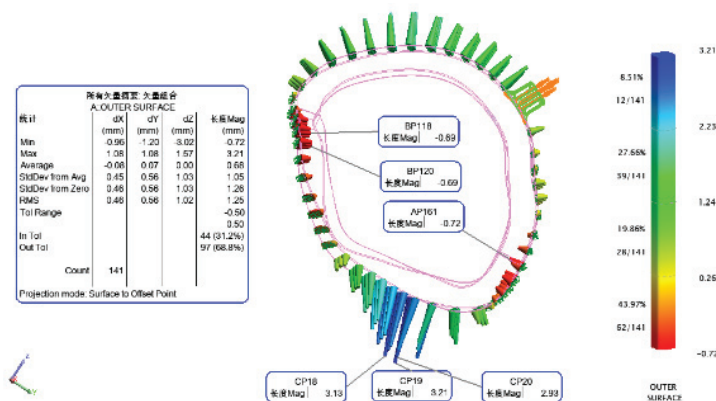 所有矢量摘至: 矢量组合
A:OUTER SURFACE
统计 dX dY dZ 长度Mag
(mm) (mm) (mm) (mm)
Min -0.96 -1.20 -3.02 -0.72
Max 1.08 1.08 1.57 3.21
Average -0.08 0.07 0.00 0.68
StdDev from Avg 0.45 0.56 1.03 1.05
StdDev from Zero 0.46 0.56 1.03 1.26
RMS 0.46 0.56 1.02 1.25
Tol Range -0.50
0.50
In Tol 44 (31.2%)
Out Tol 97 (68.8%)
Count 141
Projection mode: Surface to Offset Point
BP118
长度Mag -0.69
BP120
长度Mag -0.69
AP161
长度Mag -0.72
CP18
长度Mag 3.13
CP19
长度Mag 3.21
CP20
长度Mag 2.93
3.21
8.51%
12/141
2.23
27.66%
39/141
1.24
19.86%
28/141
0.26
43.97%
62/141
-0.72
OUTER
SURFACE